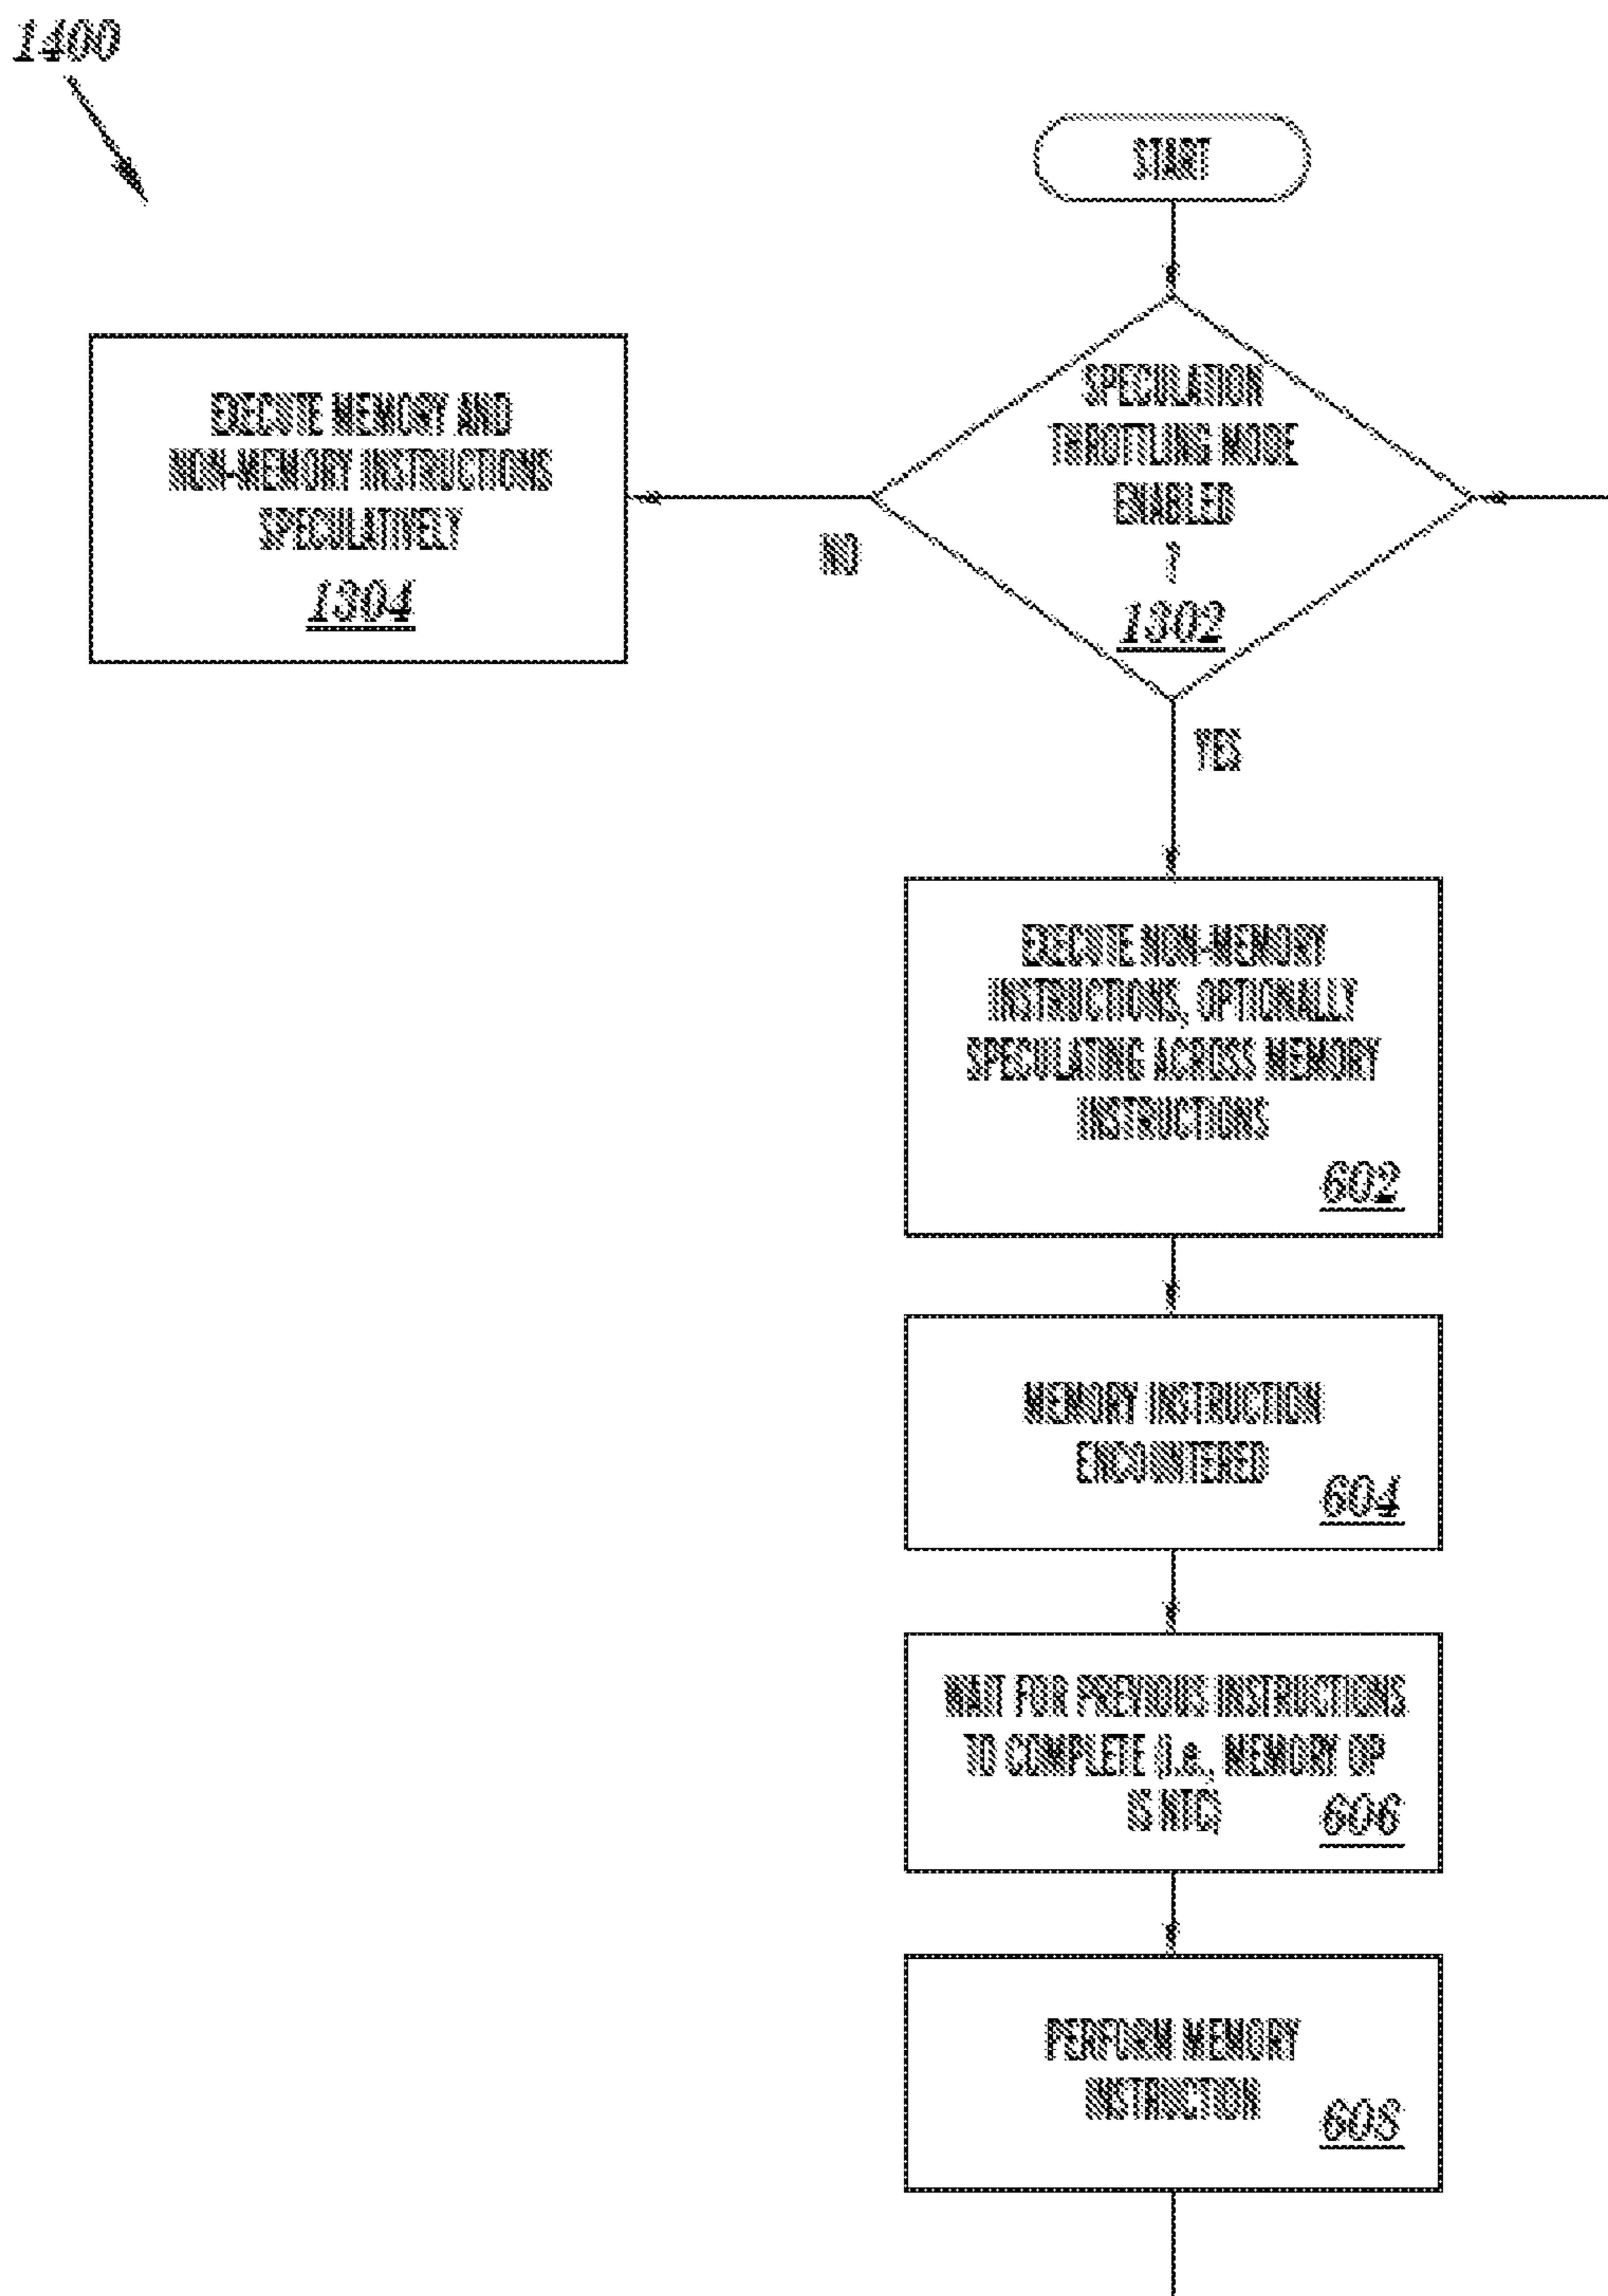 1400
START
SPECULATION
THROTTLING MODE
ENABLED
?
1302
NO
YES
EXECUTE MEMORY AND
NON-MEMORY INSTRUCTIONS
SPECULATIVELY
1304
EXECUTE NON-MEMORY
INSTRUCTIONS, OPTIONALLY
SPECULATING ACROSS MEMORY
INSTRUCTIONS
602
MEMORY INSTRUCTION
ENCOUNTERED
604
WAIT FOR PREVIOUS INSTRUCTIONS
TO COMPLETE (i.e., MEMORY OP
IS NTC)
606
PERFORM MEMORY
INSTRUCTION
608